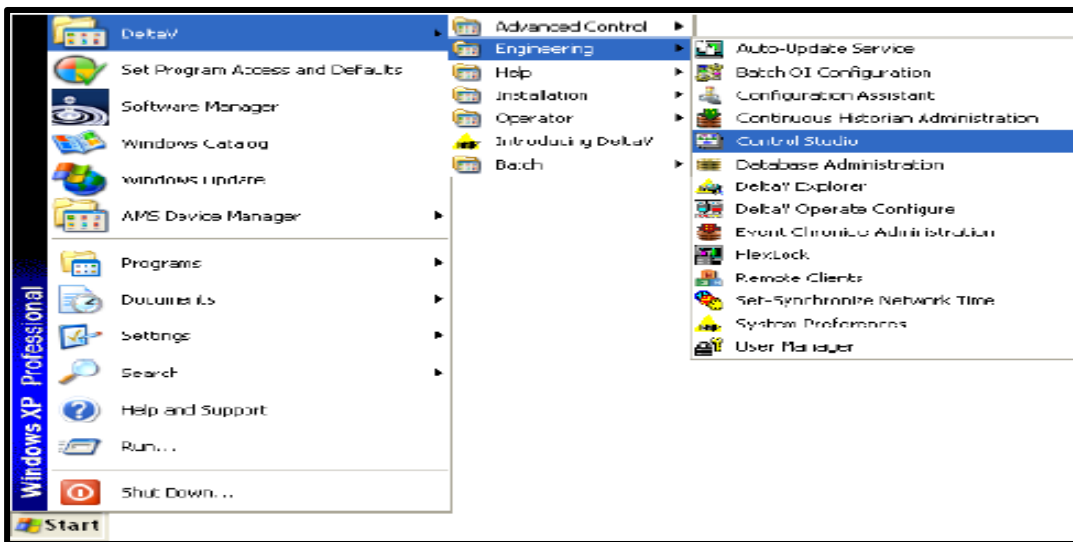 DeltaV
Set Program Access and Defaults
Software Manager
Windows Catalog
Windows Update
AMS Device Manager
Programs
Documents
Settings
Search
Help and Support
Run...
Shut Down...
Windows XP Professional
Start
Advanced Control
Engineering
Help
Installation
Operator
Introducing DeltaV
Batch
Auto-Update Service
Batch OI Configuration
Configuration Assistant
Continuous Historian Administration
Control Studio
Database Administration
DeltaV Explorer
DeltaV Operate Configure
Event Chronicle Administration
FlexLock
Remote Clients
Set-Synchronize Network Time
System Preferences
User Manager